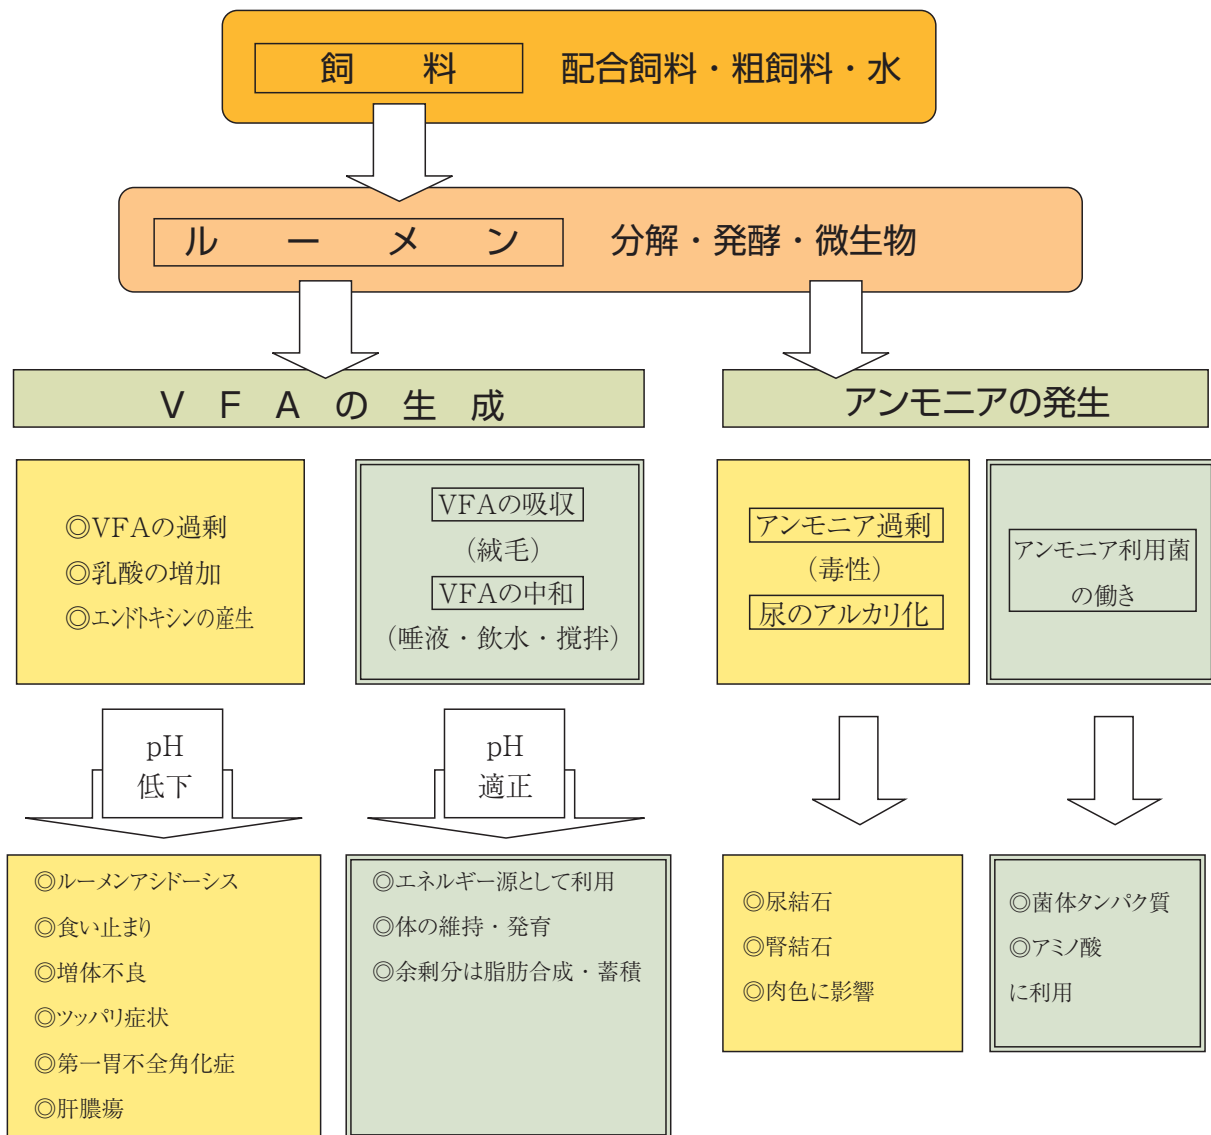 飼料 配合飼料・粗飼料・水
ルーメン 分解・発酵・微生物
VFAの生成
アンモニアの発生
◎VFAの過剰
◎乳酸の増加
◎エンドトキシンの産生
VFAの吸収
（絨毛）
VFAの中和
（唾液・飲水・撹拌）
アンモニア過剰
（毒性）
尿のアルカリ化
アンモニア利用菌
の働き
pH
低下
pH
適正
◎ルーメンアシドーシス
◎食い止まり
◎増体不良
◎ツッパリ症状
◎第一胃不全角化症
◎肝膿瘍
◎エネルギー源として利用
◎体の維持・発育
◎余剰分は脂肪合成・蓄積
◎尿結石
◎腎結石
◎肉色に影響
◎菌体タンパク質
◎アミノ酸
に利用